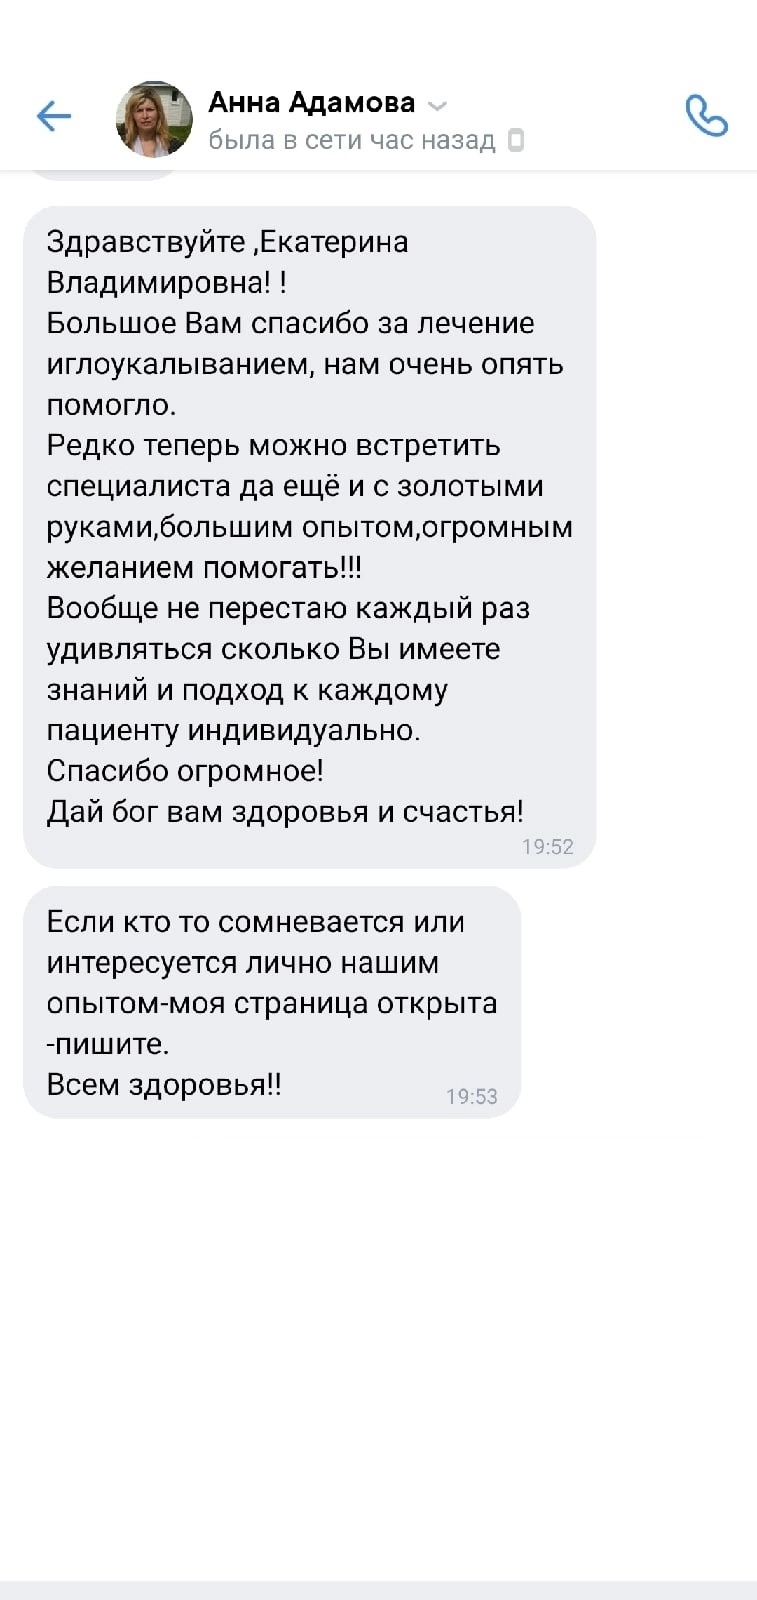 Анна Адамова
была в сети час назад
Здравствуйте ,Екатерина
Владимировна! !
Большое Вам спасибо за лечение
иглоукалыванием, нам очень опять
помогло.
Редко теперь можно встретить
специалиста да ещё и с золотыми
руками,большим опытом,огромным
желанием помогать!!!
Вообще не перестаю каждый раз
удивляться сколько Вы имеете
знаний и подход к каждому
пациенту индивидуально.
Спасибо огромное!
Дай бог вам здоровья и счастья!
19:52
Если кто то сомневается или
интересуется лично нашим
опытом-моя страница открыта
-пишите.
Всем здоровья!!
19:53